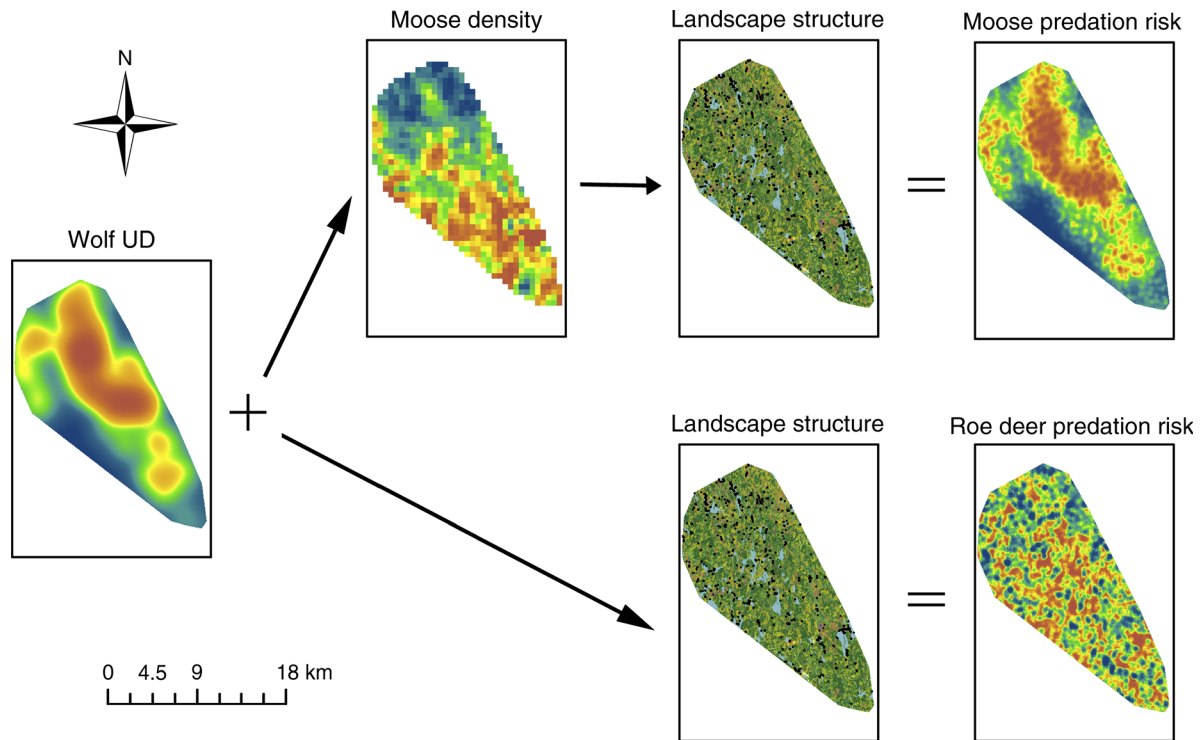 Moose density
Landscape structure
Moose predation risk
N
Wolf UD
+
=
Landscape structure
Roe deer predation risk
=
0 4.5 9 18 km